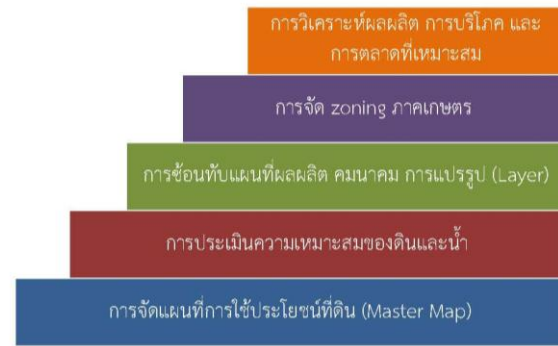 การวิเคราะห์ผลผลิต การบริโภค และ
การตลาดที่เหมาะสม
การจัด zoning ภาคเกษตร
การซ้อนทับแผนที่ผลผลิต คมนาคม การแปรรูป (Layer)
การประเมินความเหมาะสมของดินและน้ำ
การจัดแผนที่การใช้ประโยชน์ที่ดิน (Master Map)